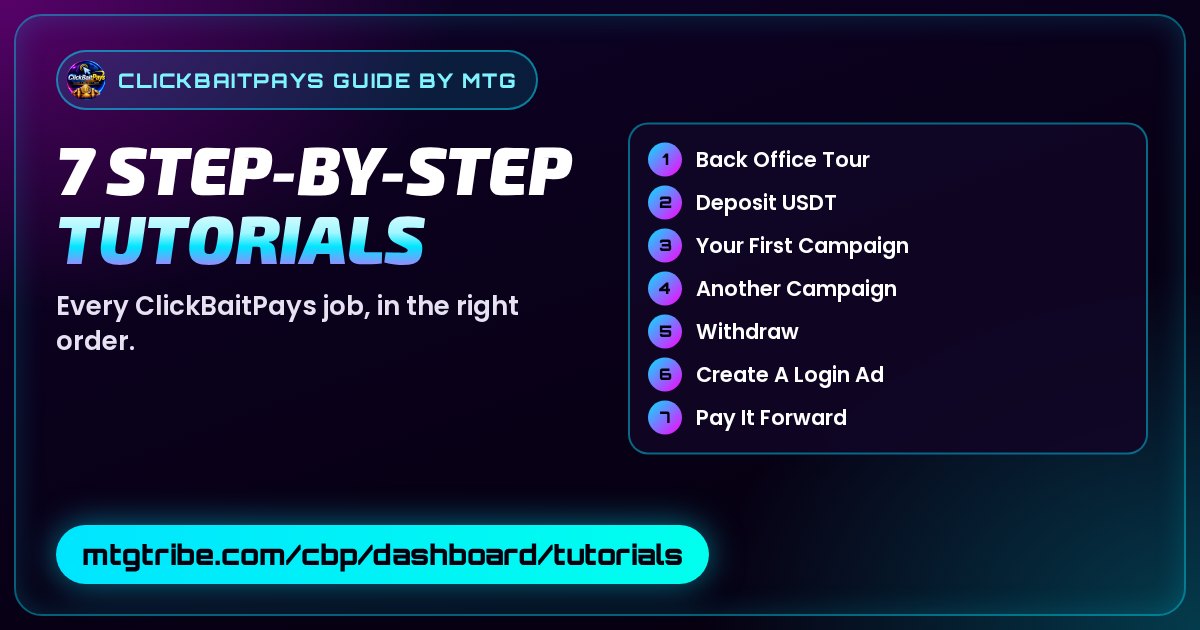 ClickBaitPays
CLICKBAITPAYS GUIDE BY MTG
7 STEP-BY-STEP
TUTORIALS
Every ClickBaitPays job, in the right
order.
1 Back Office Tour
2 Deposit USDT
3 Your First Campaign
4 Another Campaign
5 Withdraw
6 Create A Login Ad
7 Pay It Forward
mtgtribe.com/cbp/dashboard/tutorials